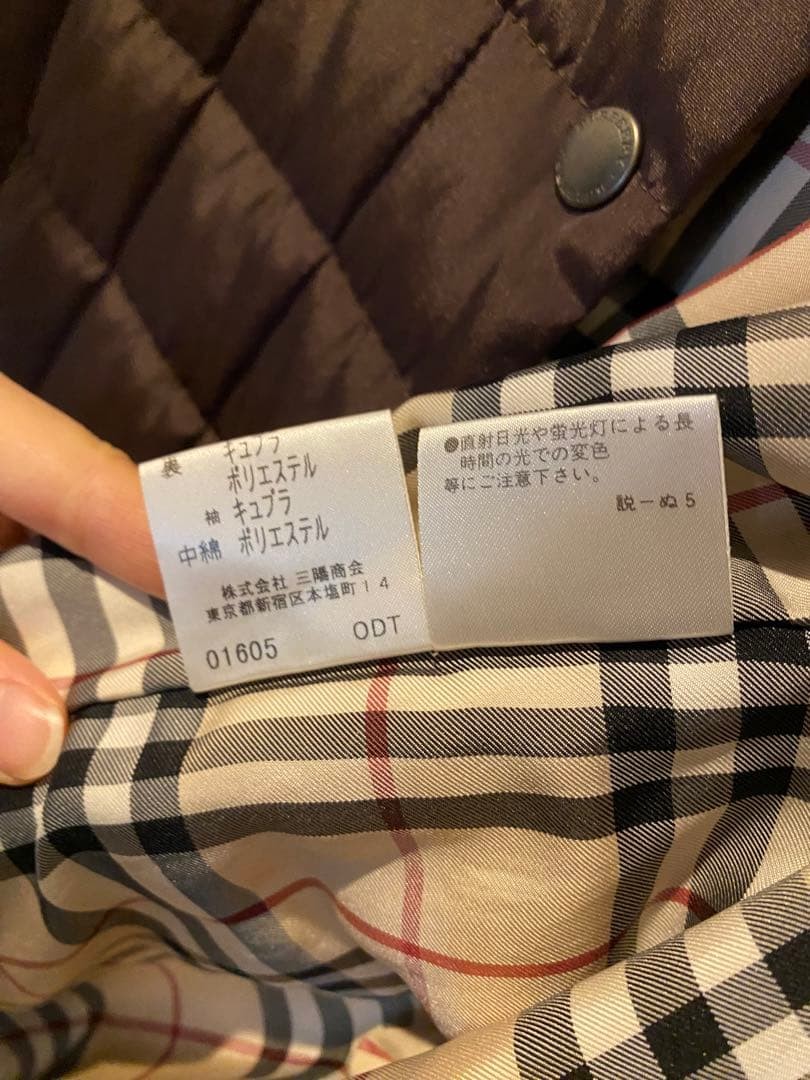 裏 キュプラ
ポリエステル
袖 キュプラ
中綿 ポリエステル
株式会社 三陽商会
東京都新宿区本塩町14
01605 ODT
●直射日光や蛍光灯による長
時間の光での変色
等にご注意下さい。
説ーぬ5